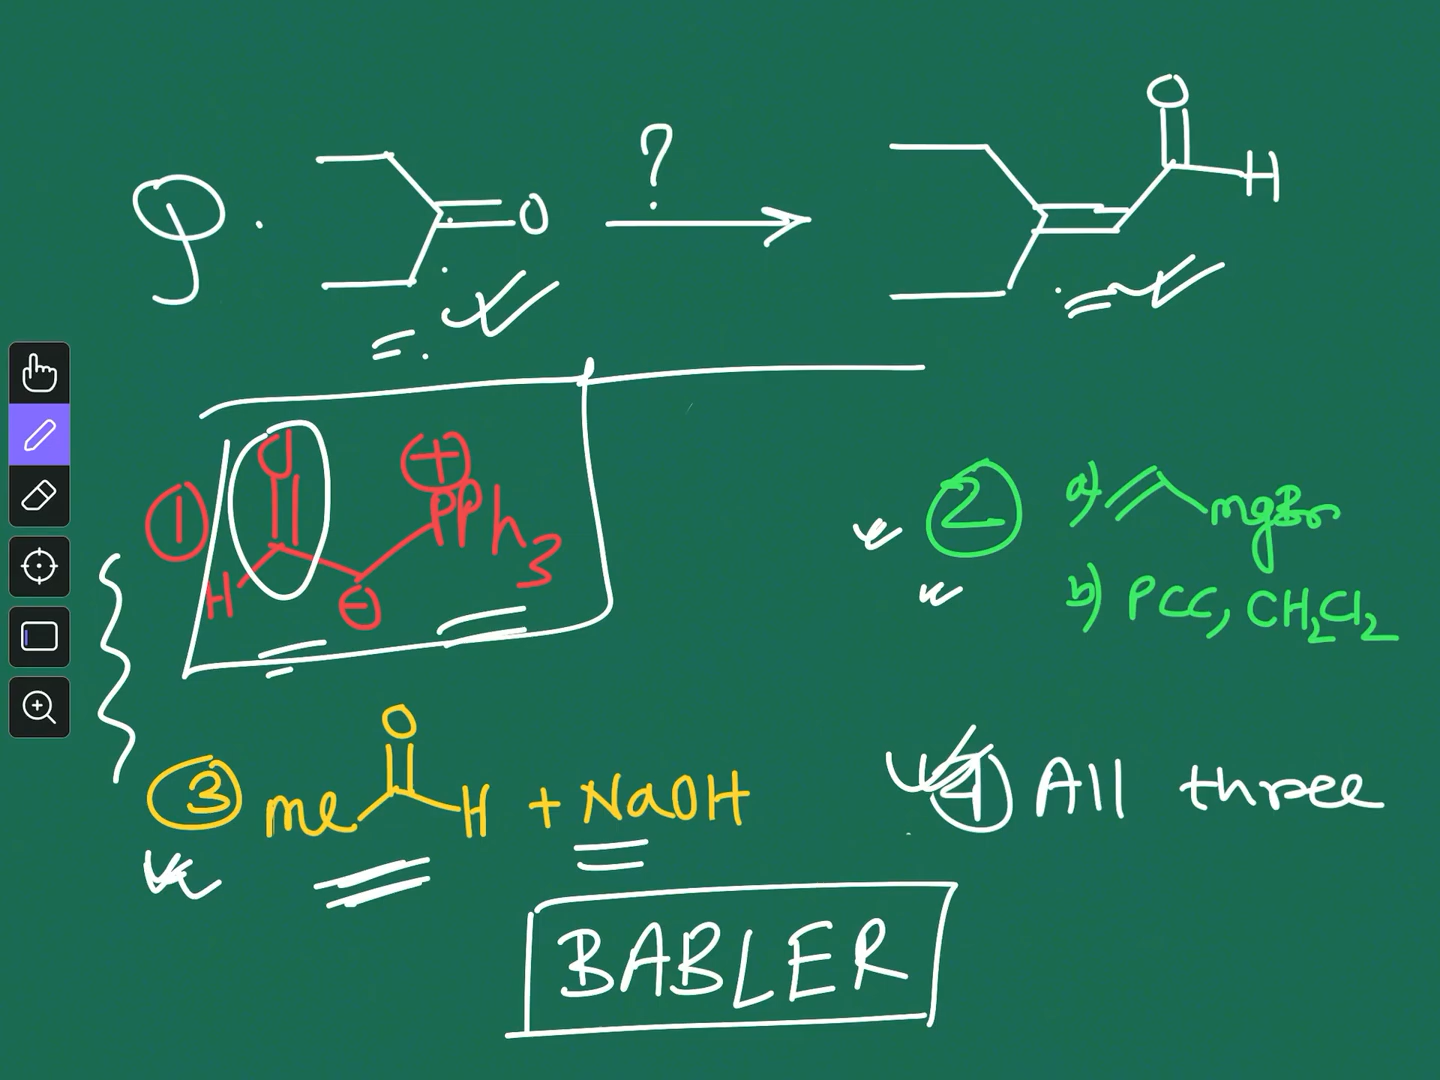 Q.
O
?
O
H
① O ⊕
PPh3
H ⊖
② a) mgBr
b) PCC, CH2Cl2
③ me O H + NaOH
④ All three
BABLER